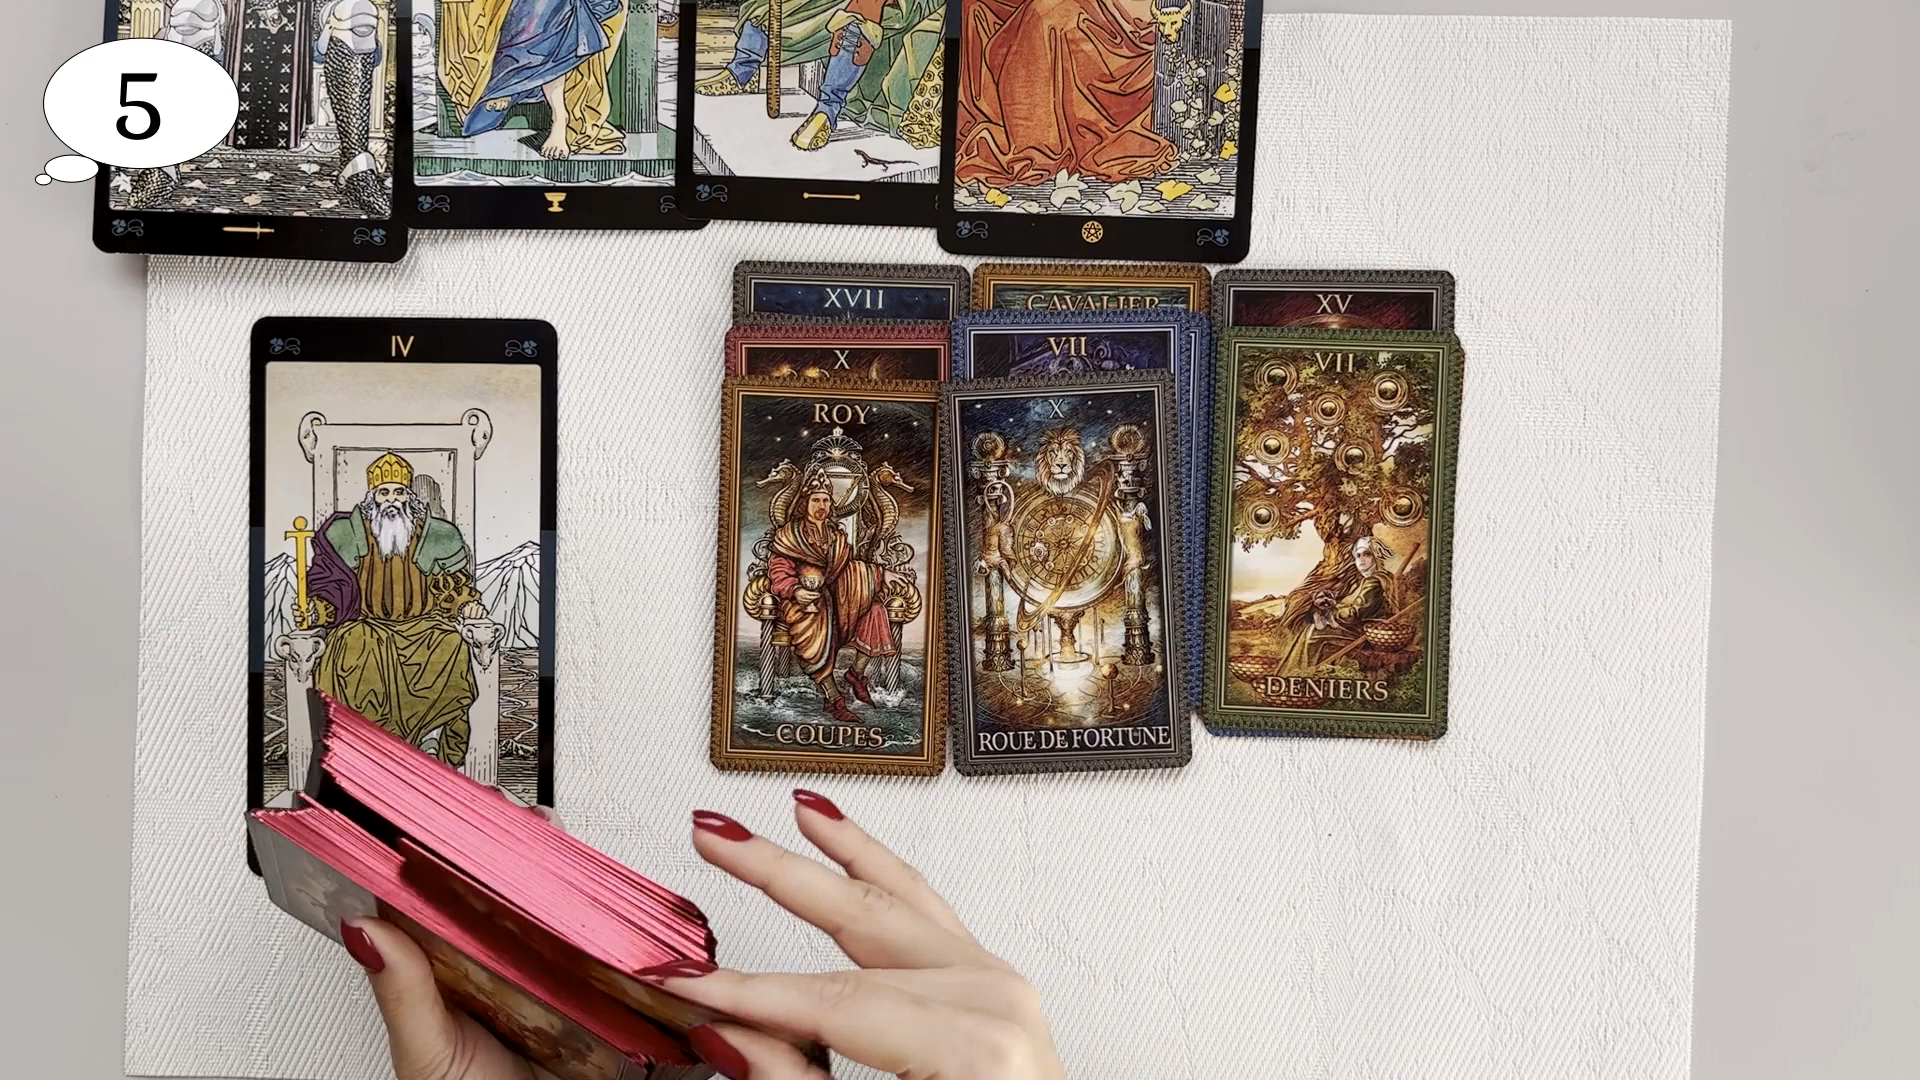 5
XVII
CAVALIER
XV
IV
X
VII
VII
ROY
X
DENIERS
COUPES
ROUE DE FORTUNE